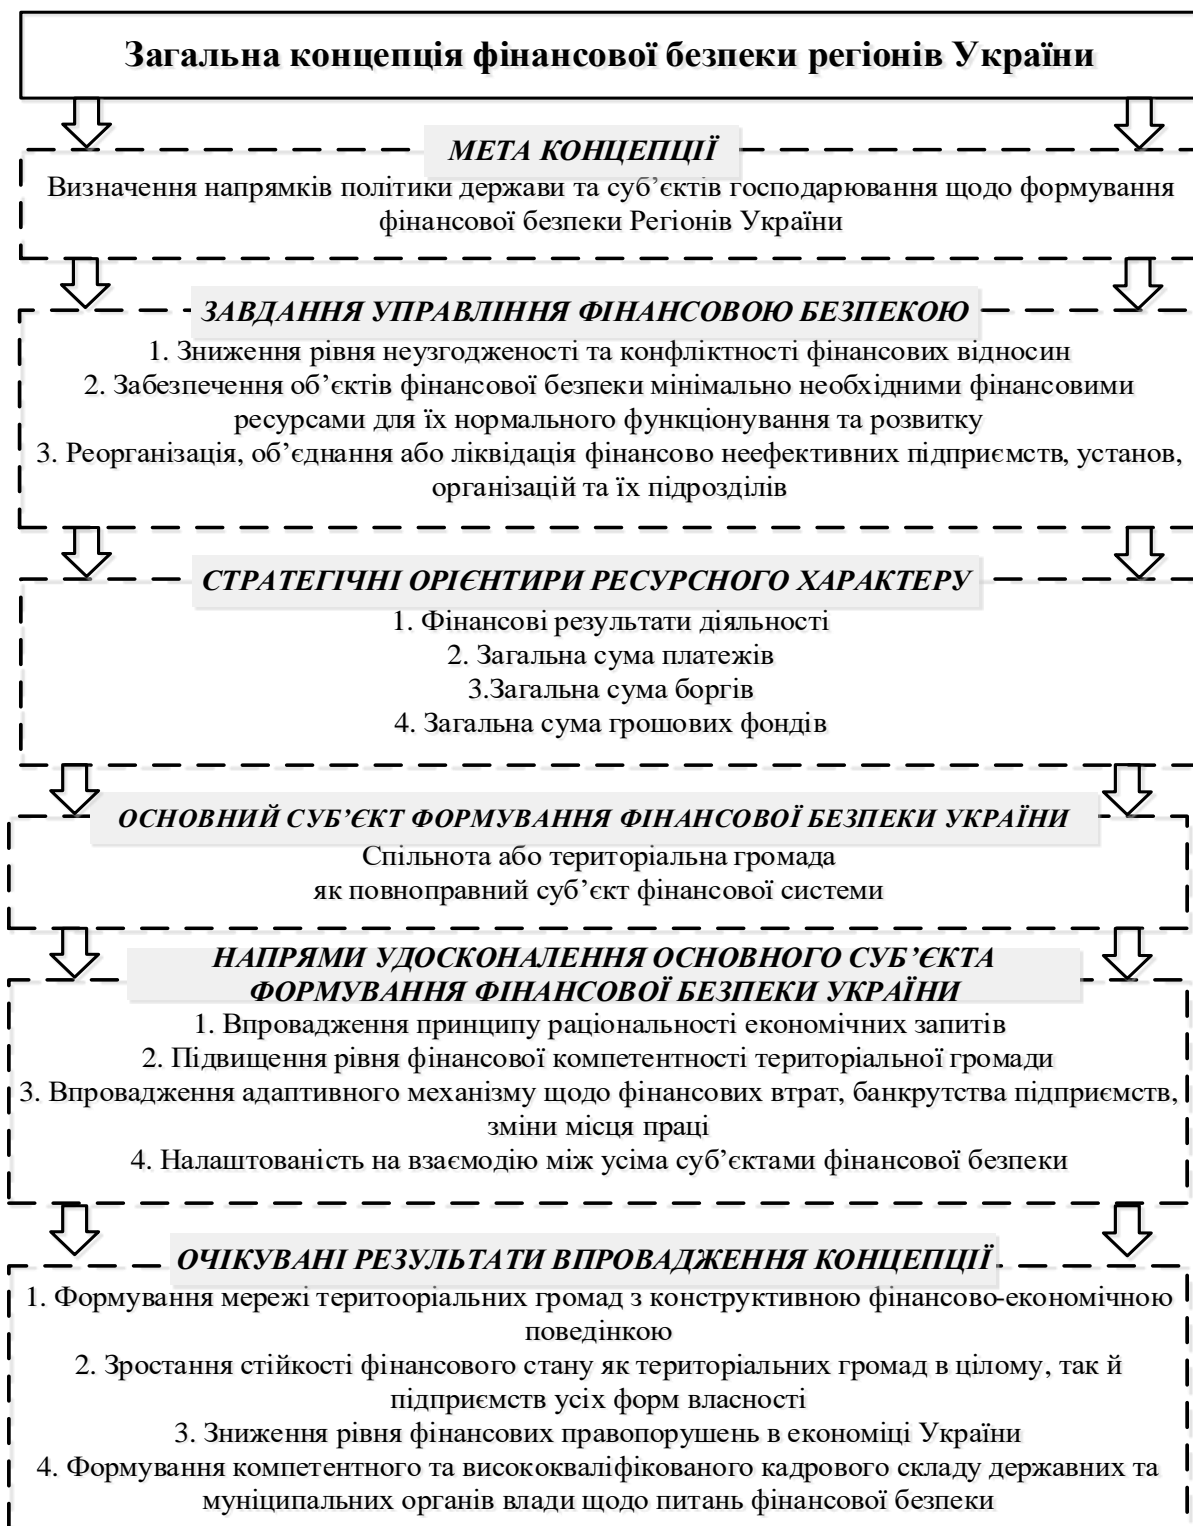 Загальна концепція фінансової безпеки регіонів України
МЕТА КОНЦЕПЦІЇ
Визначення напрямків політики держави та суб’єктів господарювання щодо формування
фінансової безпеки Регіонів України
ЗАВДАННЯ УПРАВЛІННЯ ФІНАНСОВОЮ БЕЗПЕКОЮ
1. Зниження рівня неузгодженості та конфліктності фінансових відносин
2. Забезпечення об’єктів фінансової безпеки мінімально необхідними фінансовими
ресурсами для їх нормального функціонування та розвитку
3. Реорганізація, об’єднання або ліквідація фінансово неефективних підприємств, установ,
організацій та їх підрозділів
СТРАТЕГІЧНІ ОРІЄНТИРИ РЕСУРСНОГО ХАРАКТЕРУ
1. Фінансові результати діяльності
2. Загальна сума платежів
3.Загальна сума боргів
4. Загальна сума грошових фондів
ОСНОВНИЙ СУБ’ЄКТ ФОРМУВАННЯ ФІНАНСОВОЇ БЕЗПЕКИ УКРАЇНИ
Спільнота або територіальна громада
як повноправний суб’єкт фінансової системи
НАПРЯМИ УДОСКОНАЛЕННЯ ОСНОВНОГО СУБ’ЄКТА
ФОРМУВАННЯ ФІНАНСОВОЇ БЕЗПЕКИ УКРАЇНИ
1. Впровадження принципу раціональності економічних запитів
2. Підвищення рівня фінансової компетентності територіальної громади
3. Впровадження адаптивного механізму щодо фінансових втрат, банкрутства підприємств,
зміни місця праці
4. Налаштованість на взаємодію між усіма суб’єктами фінансової безпеки
ОЧІКУВАНІ РЕЗУЛЬТАТИ ВПРОВАДЖЕННЯ КОНЦЕПЦІЇ
1. Формування мережі теритооріальних громад з конструктивною фінансово-економічною
поведінкою
2. Зростання стійкості фінансового стану як територіальних громад в цілому, так й
підприємств усіх форм власності
3. Зниження рівня фінансових правопорушень в економіці України
4. Формування компетентного та висококваліфікованого кадрового складу державних та
муніципальних органів влади щодо питань фінансової безпеки